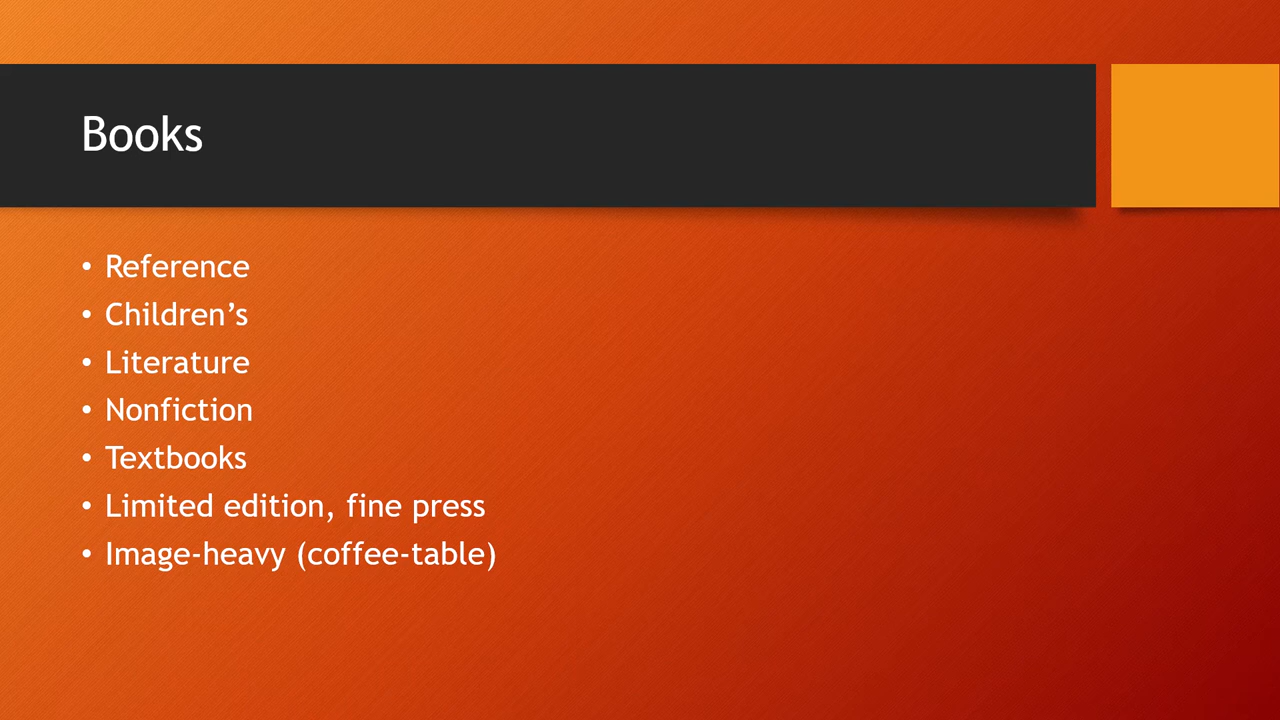 Books
• Reference
• Children’s
• Literature
• Nonfiction
• Textbooks
• Limited edition, fine press
• Image-heavy (coffee-table)